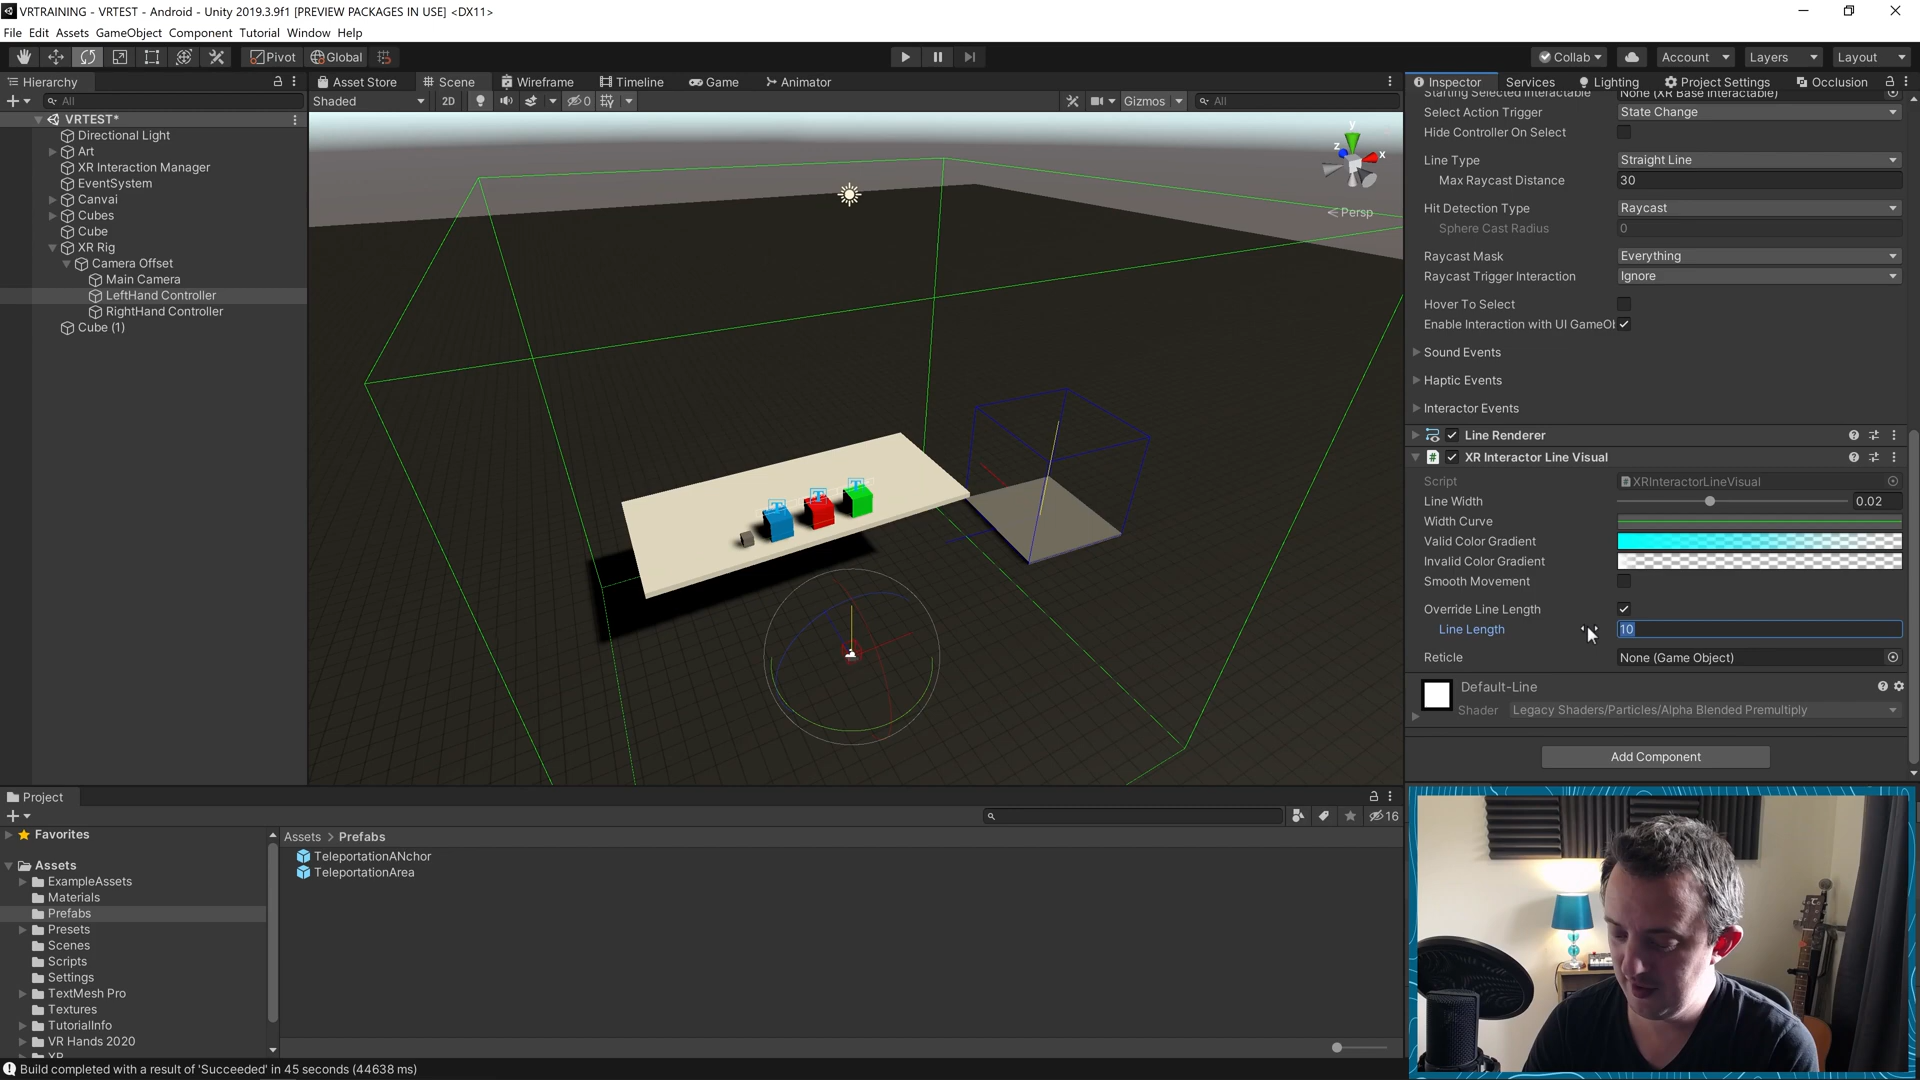 VRTRAINING - VRTEST - Android - Unity 2019.3.9f1 [PREVIEW PACKAGES IN USE] <DX11>
File Edit Assets GameObject Component Tutorial Window Help
Pivot Global Collab Account Layers Layout
Hierarchy
All
VRTEST*
Directional Light
Art
XR Interaction Manager
EventSystem
Canvai
Cubes
Cube
XR Rig
Camera Offset
Main Camera
LeftHand Controller
RightHand Controller
Cube (1)
Asset Store Scene Wireframe Timeline Game Animator
Shaded 2D 0 Gizmos All
y
z
x
Persp
T T T
Inspector Services Lighting Project Settings Occlusion
Starting Selected Interactable None (XR Base Interactable)
Select Action Trigger State Change
Hide Controller On Select
Line Type Straight Line
Max Raycast Distance 30
Hit Detection Type Raycast
Sphere Cast Radius 0
Raycast Mask Everything
Raycast Trigger Interaction Ignore
Hover To Select
Enable Interaction with UI GameOb
Sound Events
Haptic Events
Interactor Events
Line Renderer
# XR Interactor Line Visual
Script XRInteractorLineVisual
Line Width 0.02
Width Curve
Valid Color Gradient
Invalid Color Gradient
Smooth Movement
Override Line Length
Line Length 10
Reticle None (Game Object)
Default-Line
Shader Legacy Shaders/Particles/Alpha Blended Premultiply
Add Component
Project
16
Favorites
Assets
ExampleAssets
Materials
Prefabs
Presets
Scenes
Scripts
Settings
TextMesh Pro
Textures
TutorialInfo
VR Hands 2020
XR
Assets > Prefabs
TeleportationANchor
TeleportationArea
Build completed with a result of 'Succeeded' in 45 seconds (44638 ms)